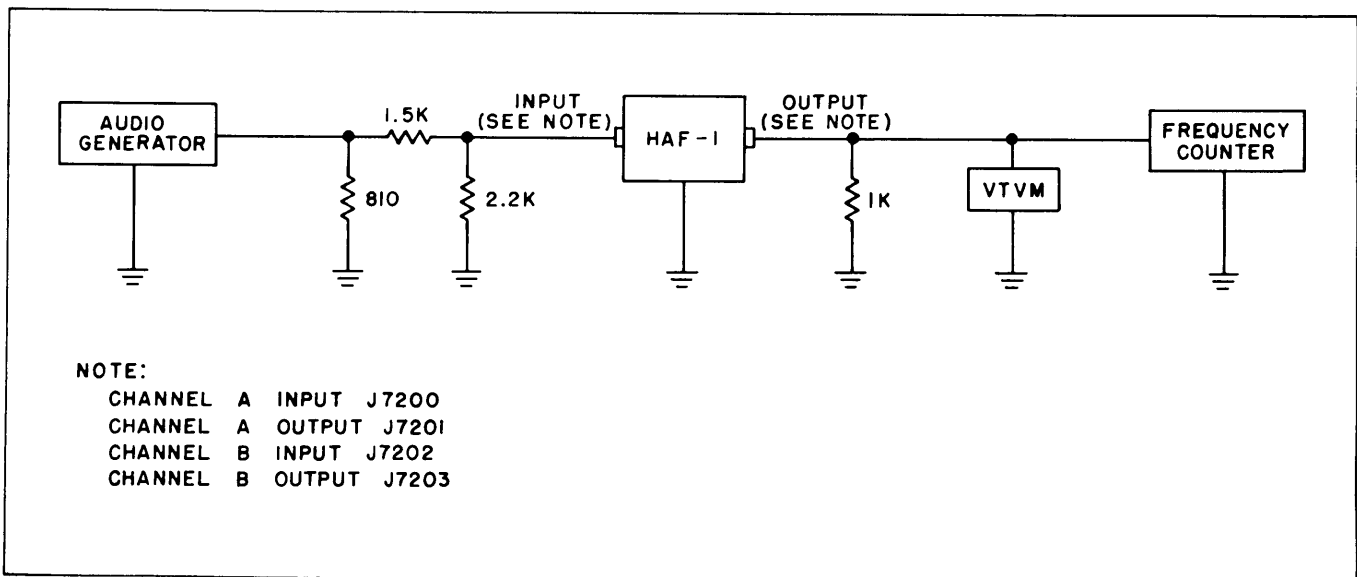 AUDIO
GENERATOR
1.5K
810
2.2K
INPUT
(SEE NOTE)
HAF-1
OUTPUT
(SEE NOTE)
1K
VTVM
FREQUENCY
COUNTER
NOTE:
CHANNEL A INPUT J7200
CHANNEL A OUTPUT J7201
CHANNEL B INPUT J7202
CHANNEL B OUTPUT J7203